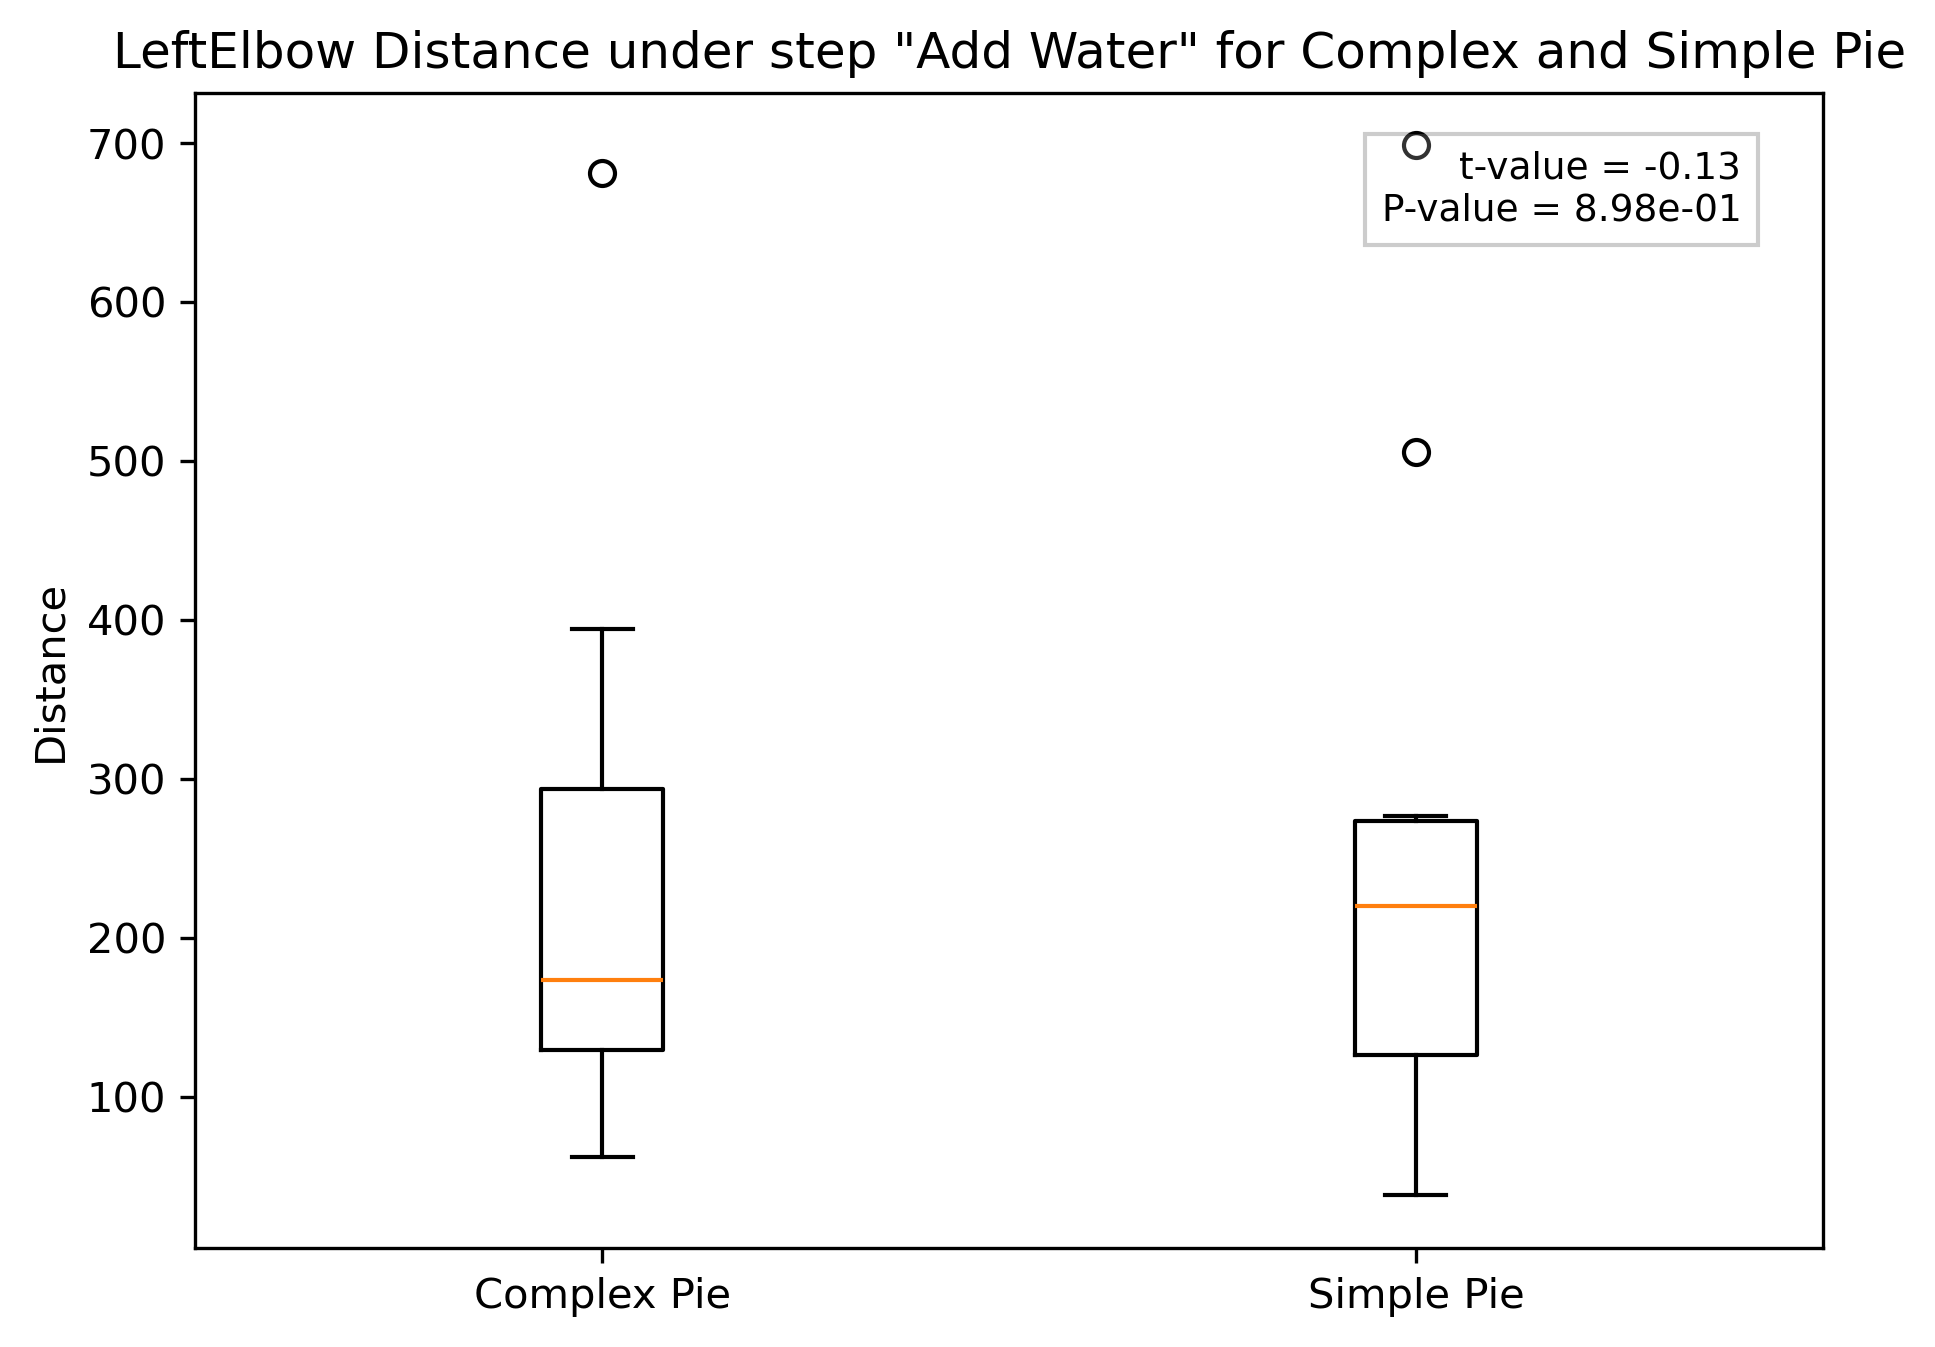 LeftElbow Distance under step "Add Water" for Complex and Simple Pie
t-value = -0.13
P-value = 8.98e-01
Distance
700
600
500
400
300
200
100
Complex Pie
Simple Pie